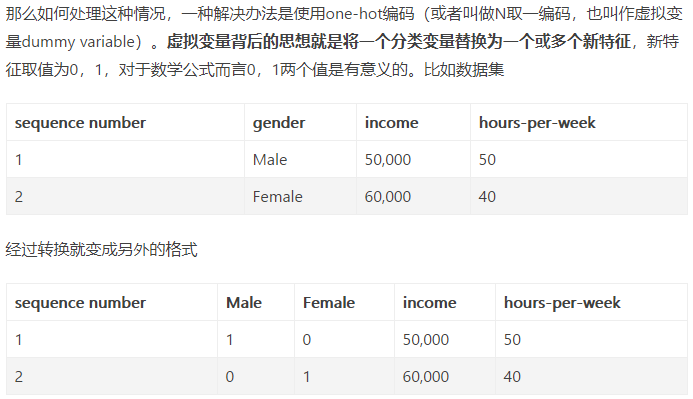 那么如何处理这种情况，一种解决办法是使用one-hot编码（或者叫做N取一编码，也叫作虚拟变
量dummy variable）。虚拟变量背后的思想就是将一个分类变量替换为一个或多个新特征，新特
征取值为0，1，对于数学公式而言0，1两个值是有意义的。比如数据集
sequence number gender income hours-per-week
1 Male 50,000 50
2 Female 60,000 40
经过转换就变成另外的格式
sequence number Male Female income hours-per-week
1 1 0 50,000 50
2 0 1 60,000 40